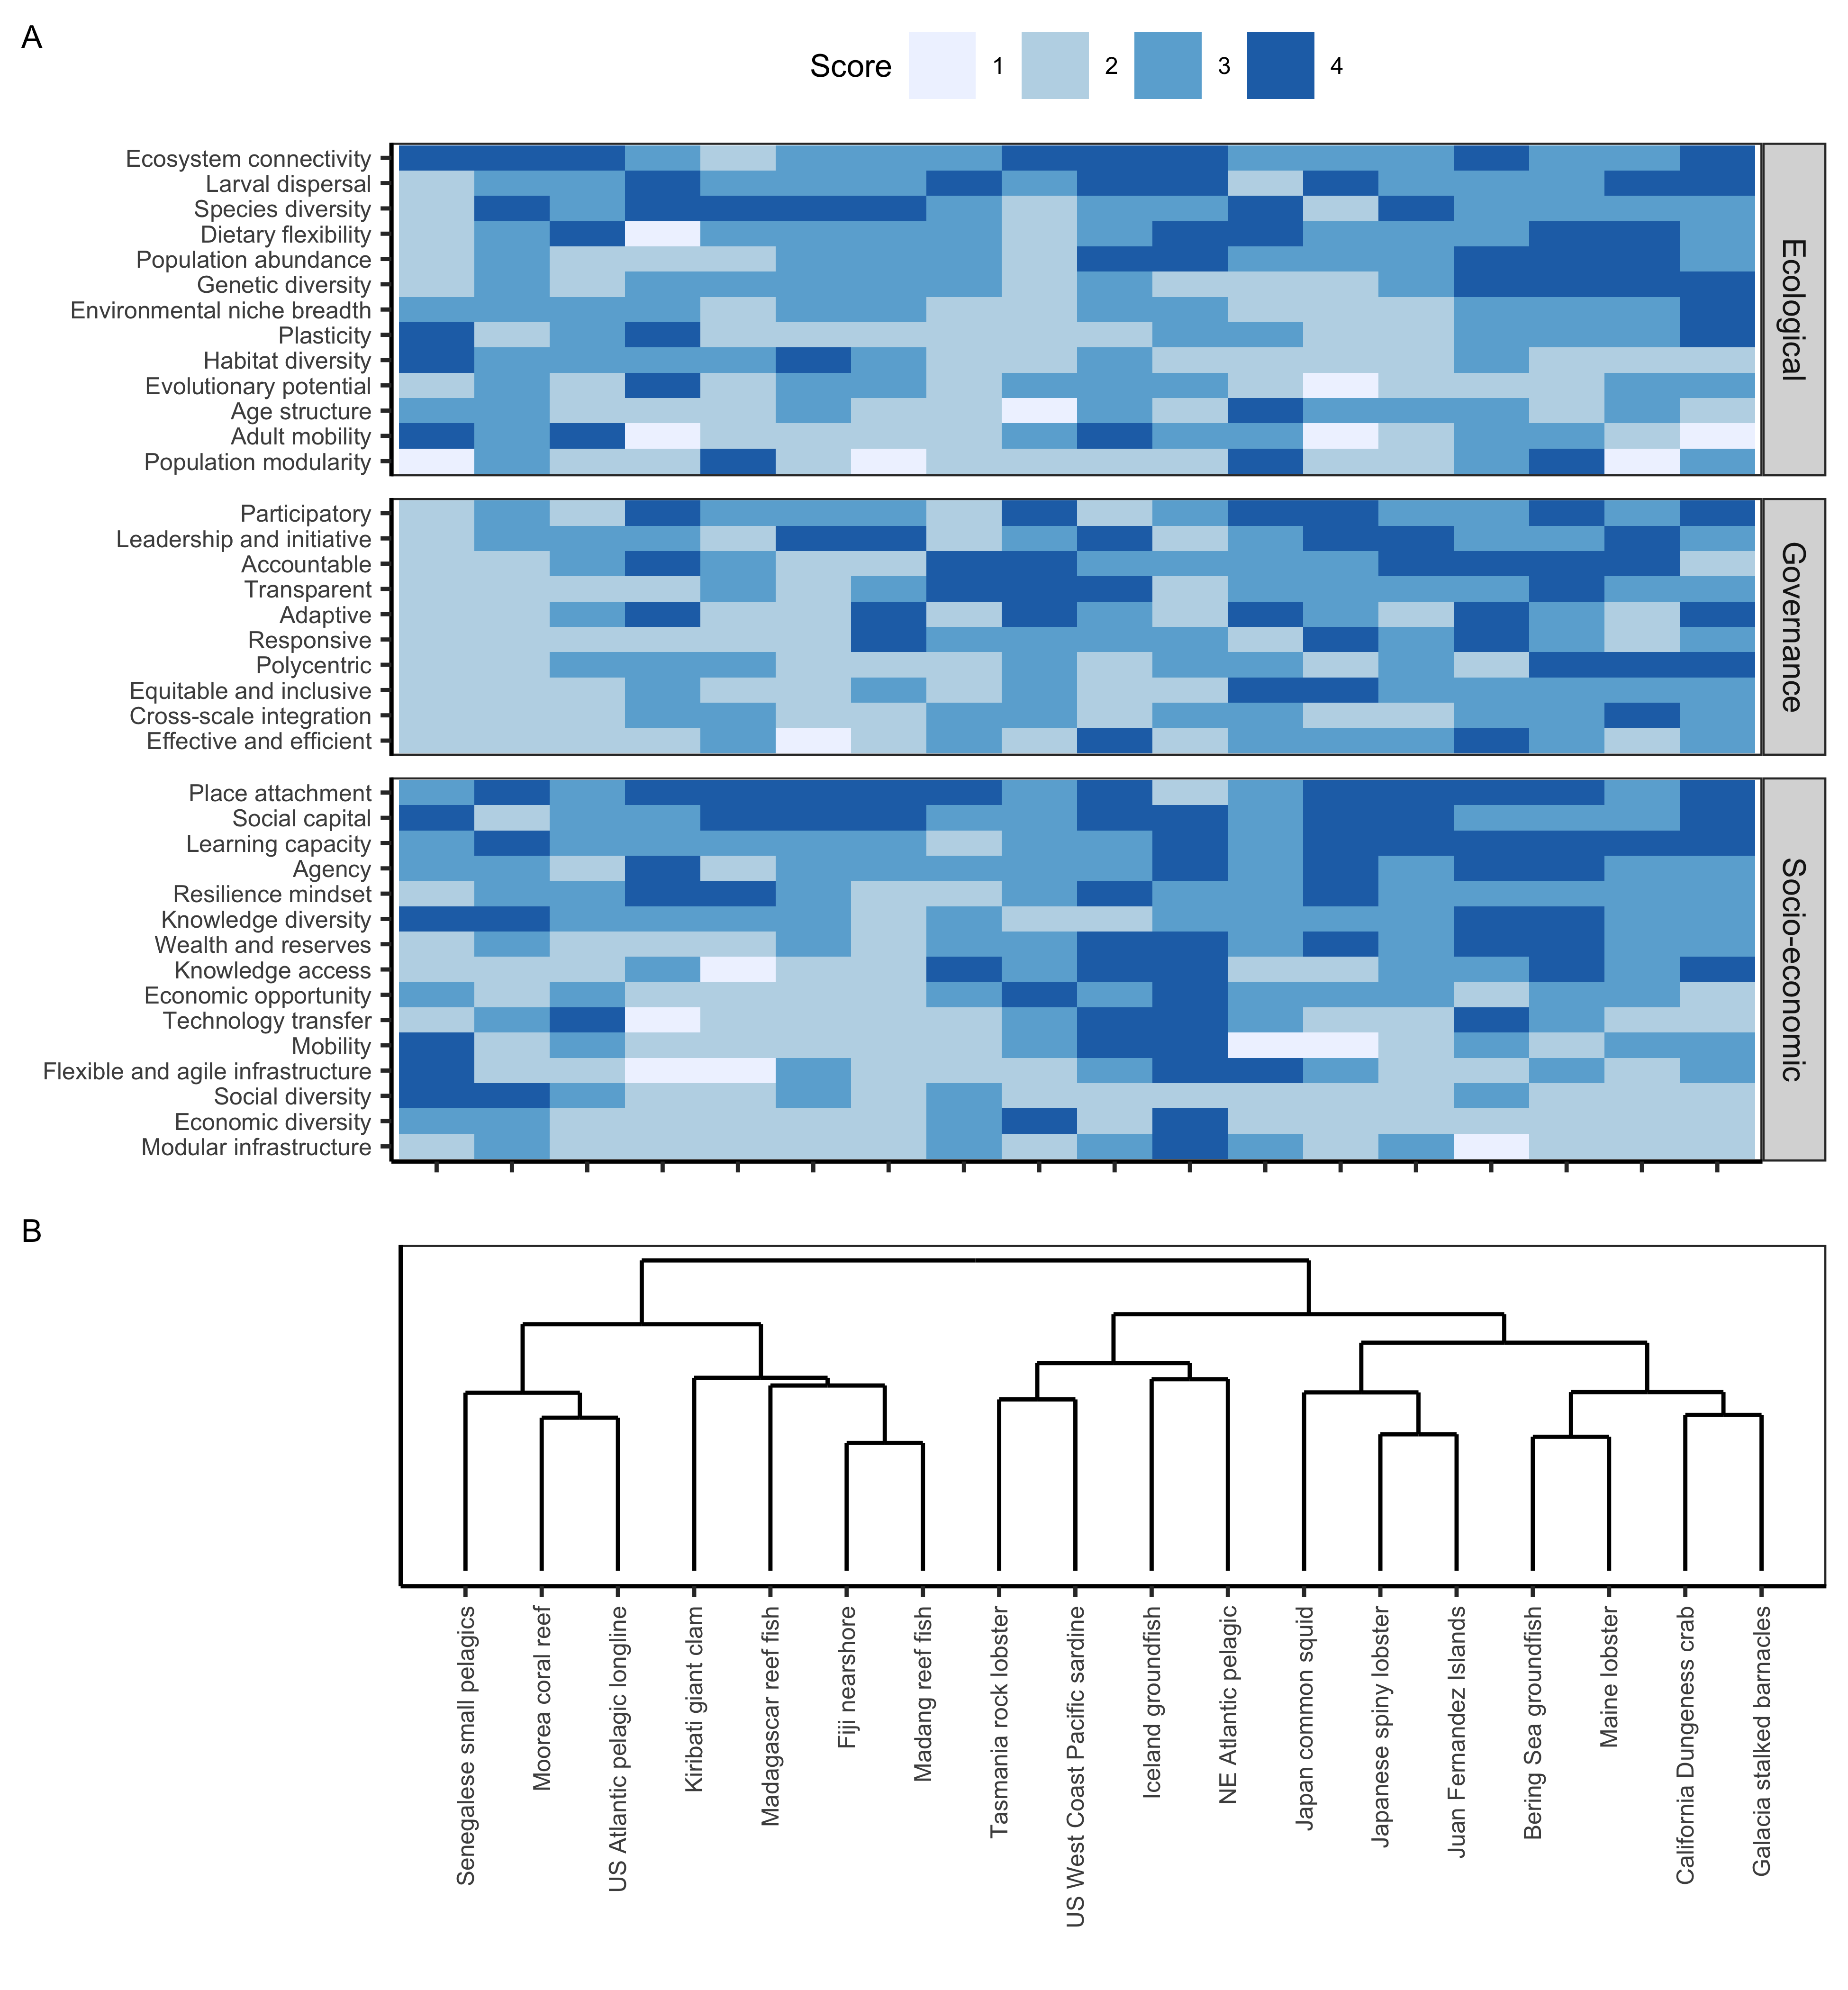 A
Score 1 2 3 4
Ecosystem connectivity
Larval dispersal
Species diversity
Dietary flexibility
Population abundance
Genetic diversity
Environmental niche breadth
Plasticity
Habitat diversity
Evolutionary potential
Age structure
Adult mobility
Population modularity
Ecological
Participatory
Leadership and initiative
Accountable
Transparent
Adaptive
Responsive
Polycentric
Equitable and inclusive
Cross-scale integration
Effective and efficient
Governance
Place attachment
Social capital
Learning capacity
Agency
Resilience mindset
Knowledge diversity
Wealth and reserves
Knowledge access
Economic opportunity
Technology transfer
Mobility
Flexible and agile infrastructure
Social diversity
Economic diversity
Modular infrastructure
Socio-economic
B
Senegalese small pelagics
Moorea coral reef
US Atlantic pelagic longline
Kiribati giant clam
Madagascar reef fish
Fiji nearshore
Madang reef fish
Tasmania rock lobster
US West Coast Pacific sardine
Iceland groundfish
NE Atlantic pelagic
Japan common squid
Japanese spiny lobster
Juan Fernandez Islands
Bering Sea groundfish
Maine lobster
California Dungeness crab
Galacia stalked barnacles